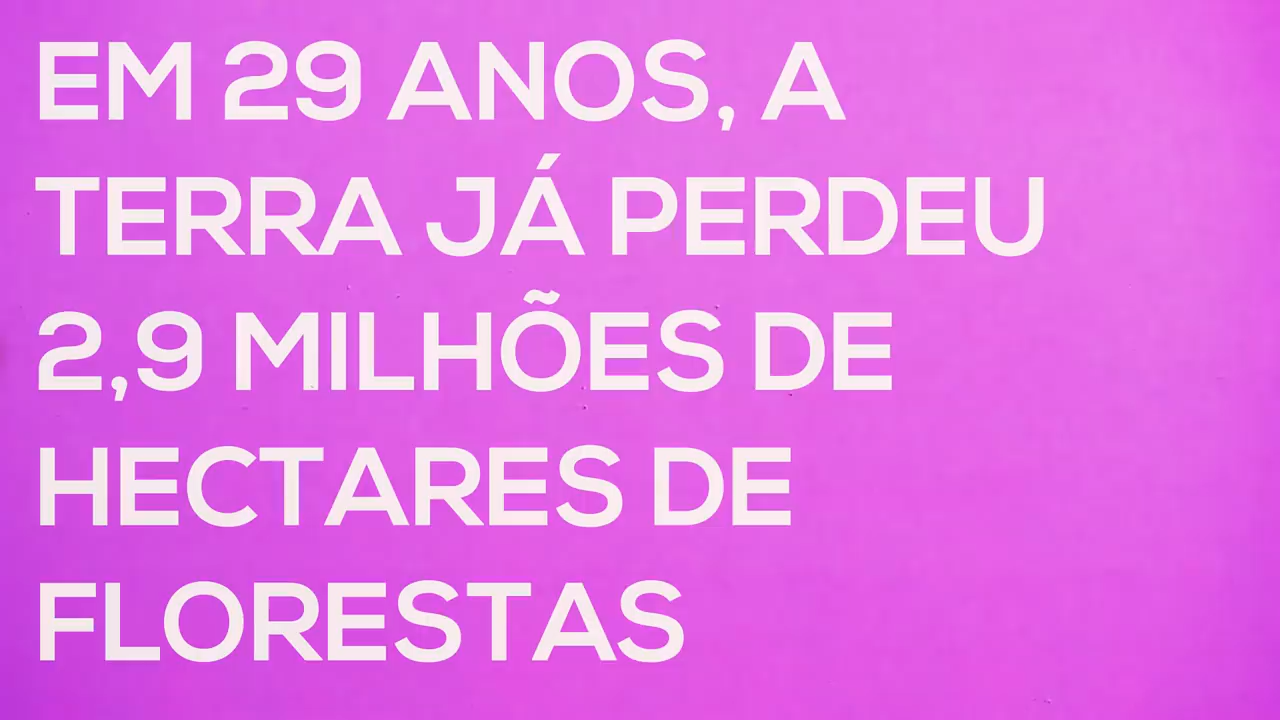 EM 29 ANOS, A
TERRA JÁ PERDEU
2,9 MILHÕES DE
HECTARES DE
FLORESTAS